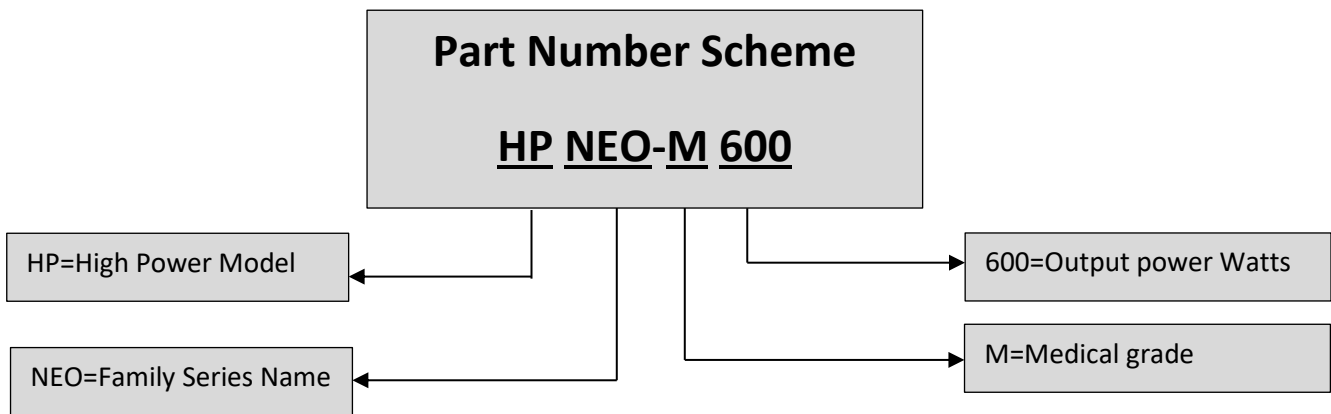 Part Number Scheme
HP NEO-M 600
HP=High Power Model
600=Output power Watts
NEO=Family Series Name
M=Medical grade